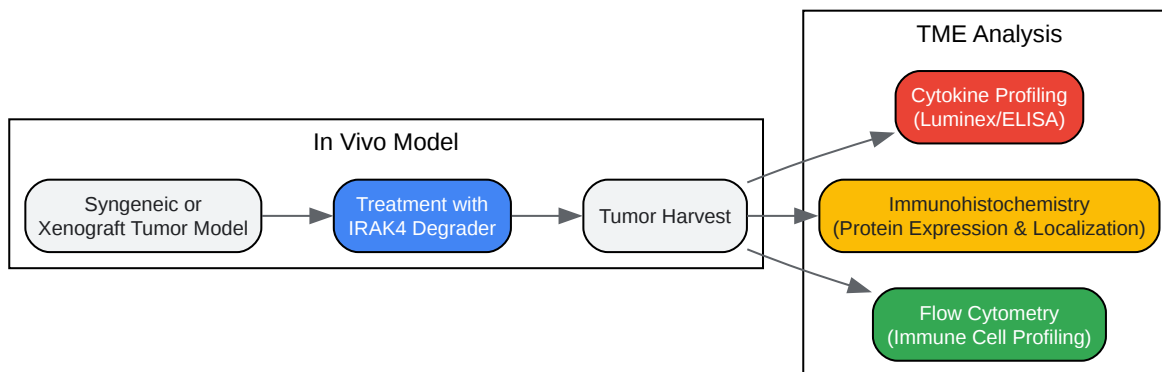 In Vivo Model
Syngeneic or
Xenograft Tumor Model
Treatment with
IRAK4 Degrader
Tumor Harvest
TME Analysis
Cytokine Profiling
(Luminex/ELISA)
Immunohistochemistry
(Protein Expression & Localization)
Flow Cytometry
(Immune Cell Profiling)